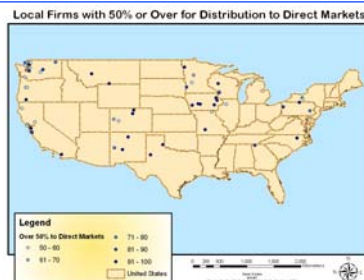 Local Firms with 50% or Over for Distribution to Direct Markets
Legend
Over 50% to Direct Markets
50 - 60
61 - 70
71 - 80
81 - 90
91 - 100
United States